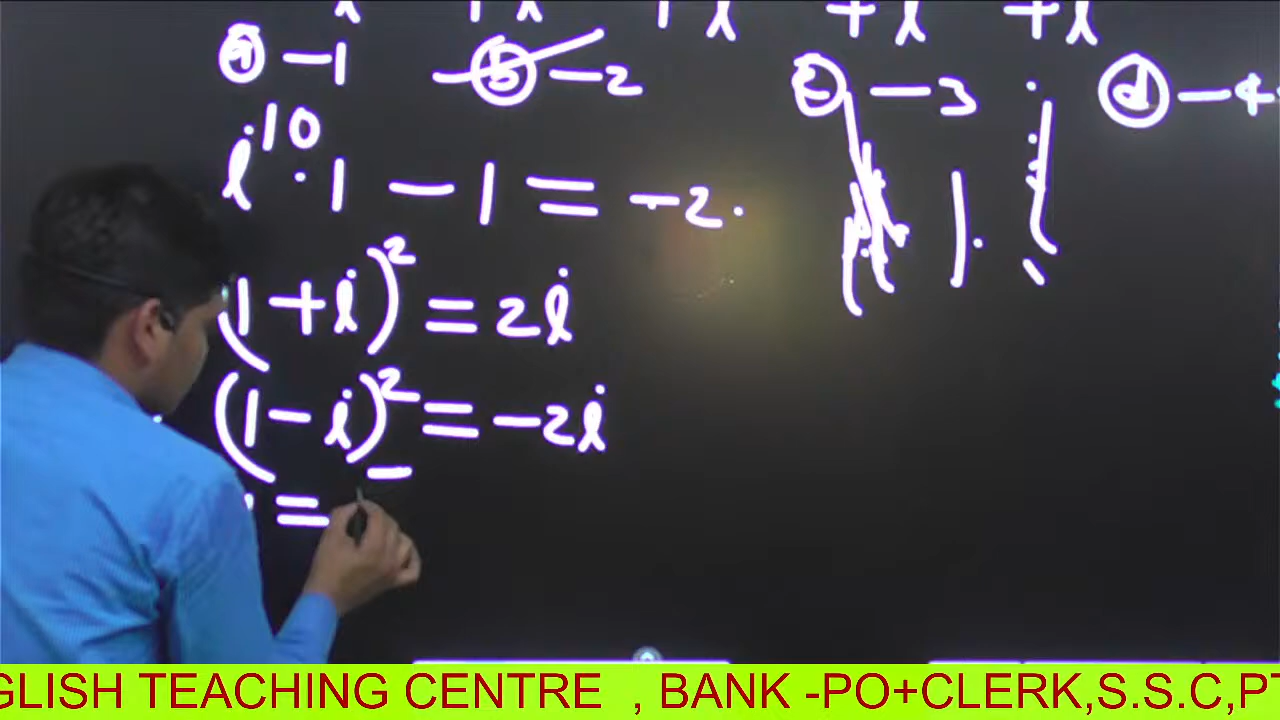 i +i +i +i +i
(a) -1 (b) -2 (c) -3 (d) -4
i¹⁰ · 1 - 1 = -2.
(1+i)² = 2i
(1-i)² = -2i
=
GLISH TEACHING CENTRE , BANK -PO+CLERK,S.S.C,PT